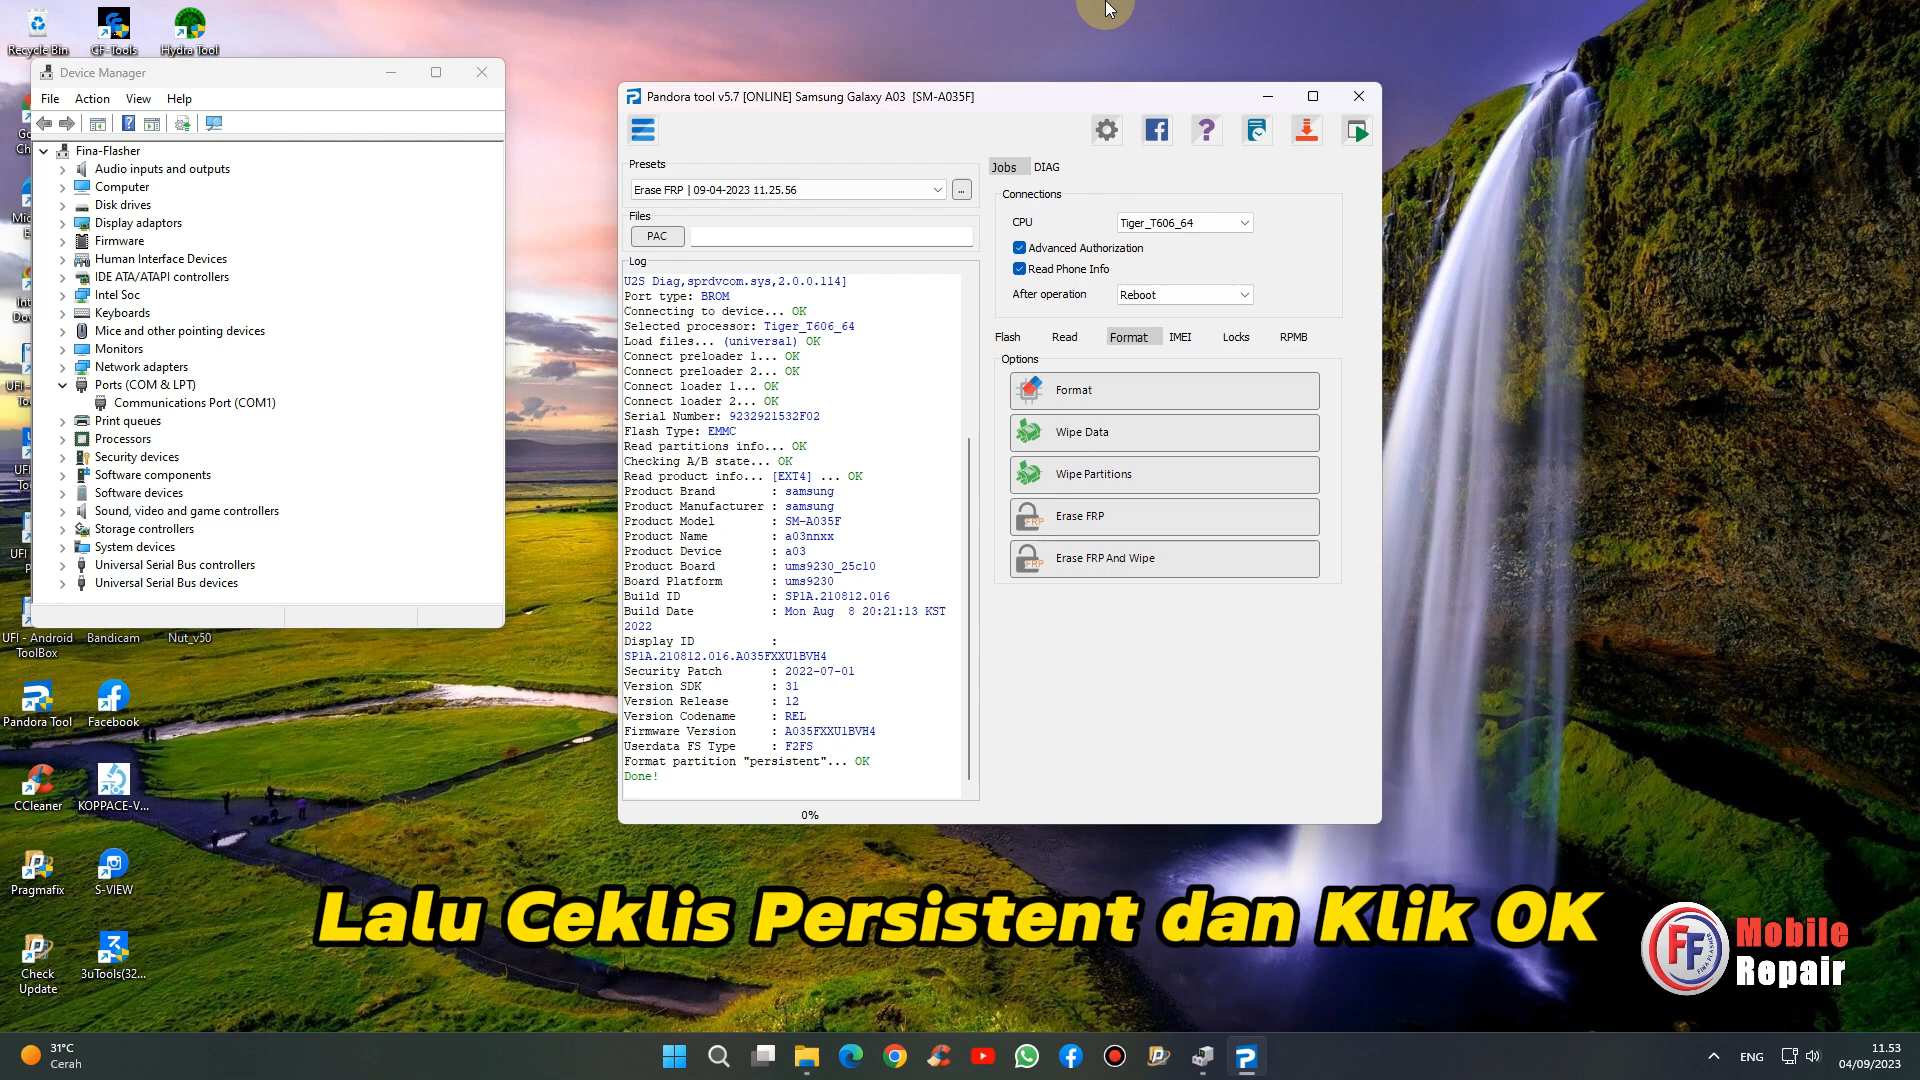 Recycle Bin
CF-Tools
Hydra Tool
Device Manager
File Action View Help
Fina-Flasher
Audio inputs and outputs
Computer
Disk drives
Display adaptors
Firmware
Human Interface Devices
IDE ATA/ATAPI controllers
Intel Soc
Keyboards
Mice and other pointing devices
Monitors
Network adapters
Ports (COM & LPT)
Communications Port (COM1)
Print queues
Processors
Security devices
Software components
Software devices
Sound, video and game controllers
Storage controllers
System devices
Universal Serial Bus controllers
Universal Serial Bus devices
UFI - Android
ToolBox
Bandicam
Nut_v50
Pandora Tool
Facebook
CCleaner
KOPPACE-V...
Pragmafix
S-VIEW
Check
Update
3uTools(32...
Pandora tool v5.7 [ONLINE] Samsung Galaxy A03 [SM-A035F]
Presets
Erase FRP | 09-04-2023 11.25.56
...
Files
PAC
Log
U2S Diag,sprdvcom.sys,2.0.0.114]
Port type: BROM
Connecting to device... OK
Selected processor: Tiger_T606_64
Load files... (universal) OK
Connect preloader 1... OK
Connect preloader 2... OK
Connect loader 1... OK
Connect loader 2... OK
Serial Number: 9232921532F02
Flash Type: EMMC
Read partitions info... OK
Checking A/B state... OK
Read product info... [EXT4] ... OK
Product Brand : samsung
Product Manufacturer : samsung
Product Model : SM-A035F
Product Name : a03nnxx
Product Device : a03
Product Board : ums9230_25c10
Board Platform : ums9230
Build ID : SP1A.210812.016
Build Date : Mon Aug 8 20:21:13 KST
2022
Display ID :
SP1A.210812.016.A035FXXU1BVH4
Security Patch : 2022-07-01
Version SDK : 31
Version Release : 12
Version Codename : REL
Firmware Version : A035FXXU1BVH4
Userdata FS Type : F2FS
Format partition "persistent"... OK
Done!
0%
Jobs DIAG
Connections
CPU Tiger_T606_64
Advanced Authorization
Read Phone Info
After operation Reboot
Flash Read Format IMEI Locks RPMB
Options
Format
Wipe Data
Wipe Partitions
Erase FRP
Erase FRP And Wipe
Lalu Ceklis Persistent dan Klik OK
FF
Mobile
Repair
31°C
Cerah
ENG
11.53
04/09/2023